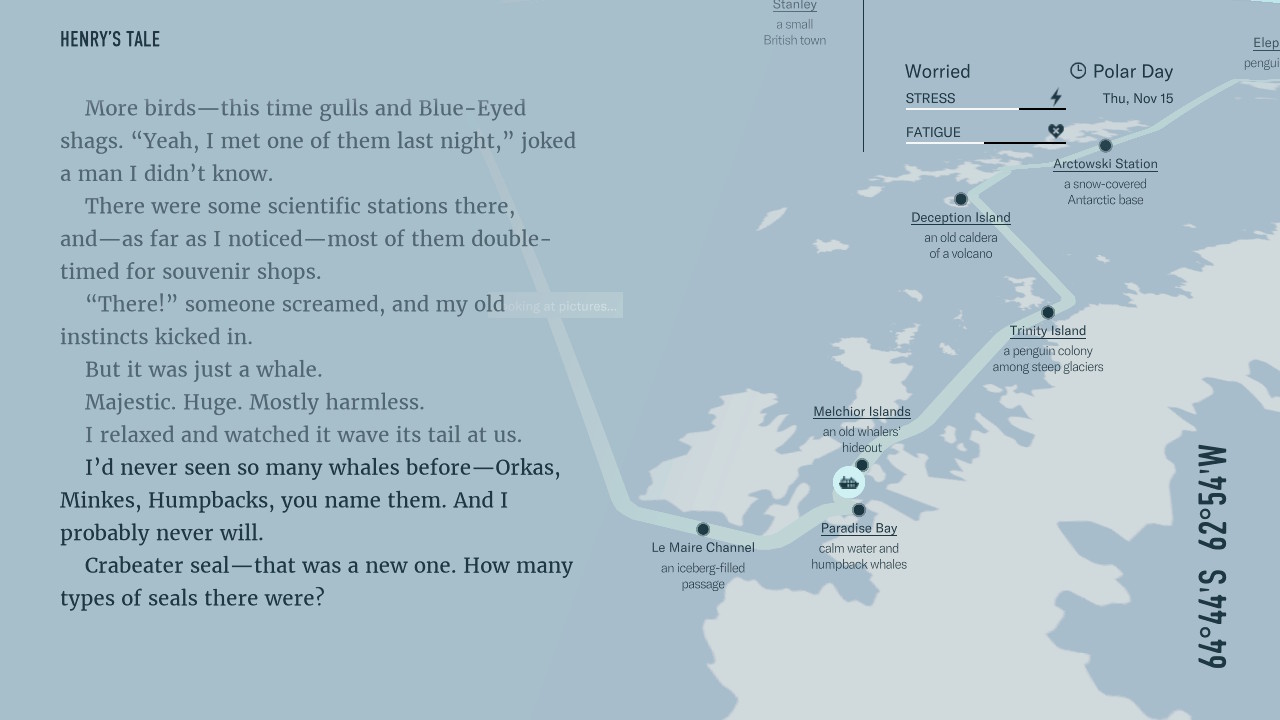 HENRY'S TALE
More birds—this time gulls and Blue-Eyed
shags. “Yeah, I met one of them last night,” joked
a man I didn’t know.
There were some scientific stations there,
and—as far as I noticed—most of them double-
timed for souvenir shops.
“There!” someone screamed, and my old
instincts kicked in.
But it was just a whale.
Majestic. Huge. Mostly harmless.
I relaxed and watched it wave its tail at us.
I’d never seen so many whales before—Orkas,
Minkes, Humpbacks, you name them. And I
probably never will.
Crabeater seal—that was a new one. How many
types of seals there were?
at pictures...
Stanley
a small
British town
Worried
Polar Day
STRESS
Thu, Nov 15
FATIGUE
Arctowski Station
a snow-covered
Antarctic base
Deception Island
an old caldera
of a volcano
Trinity Island
a penguin colony
among steep glaciers
Melchior Islands
an old whalers’
hideout
Paradise Bay
calm water and
humpback whales
Le Maire Channel
an iceberg-filled
passage
64°44'S 62°54'W